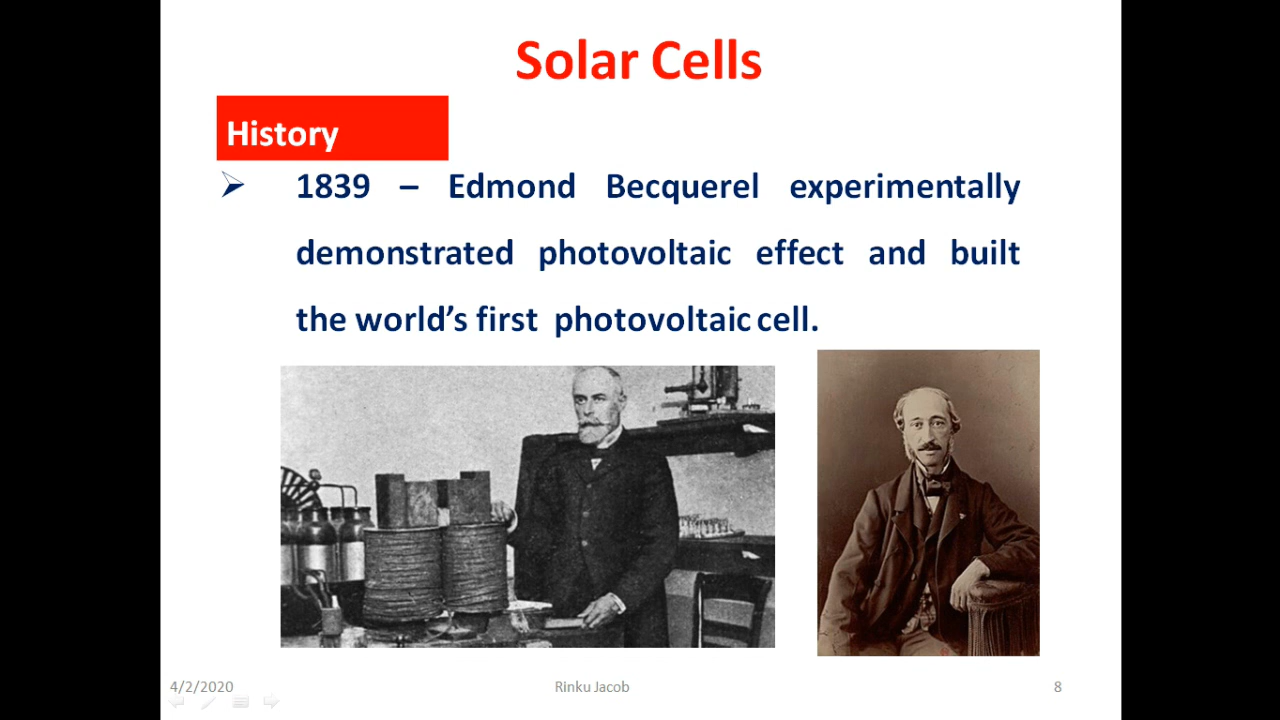 Solar Cells
History
➢ 1839 – Edmond Becquerel experimentally
demonstrated photovoltaic effect and built
the world’s first photovoltaic cell.
4/2/2020
Rinku Jacob
8